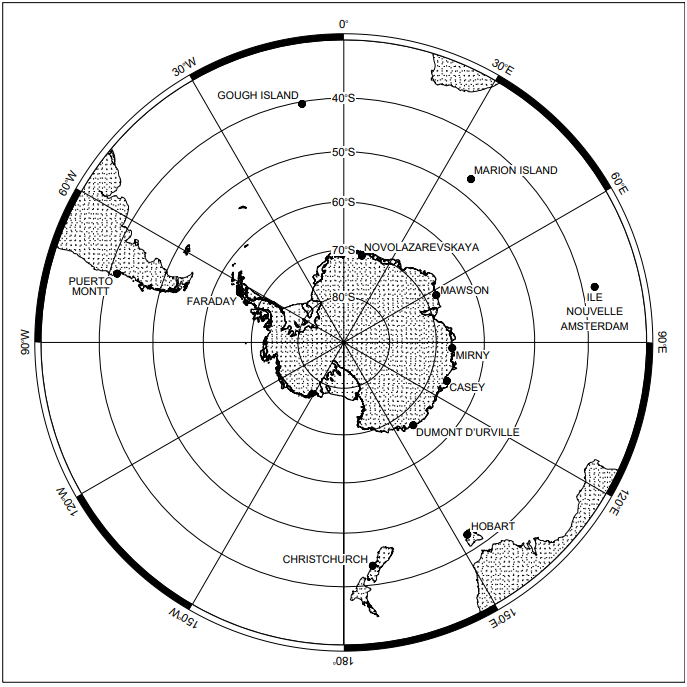 0°
30°W
30°E
GOUGH ISLAND
40°S
50°S
MARION ISLAND
60°W
60°E
60°S
70°S
NOVOLAZAREVSKAYA
PUERTO
MONTT
FARADAY
80°S
MAWSON
ILE
NOUVELLE
AMSTERDAM
90°W
90°E
MIRNY
CASEY
DUMONT D'URVILLE
120°W
120°E
HOBART
CHRISTCHURCH
150°W
150°E
180°